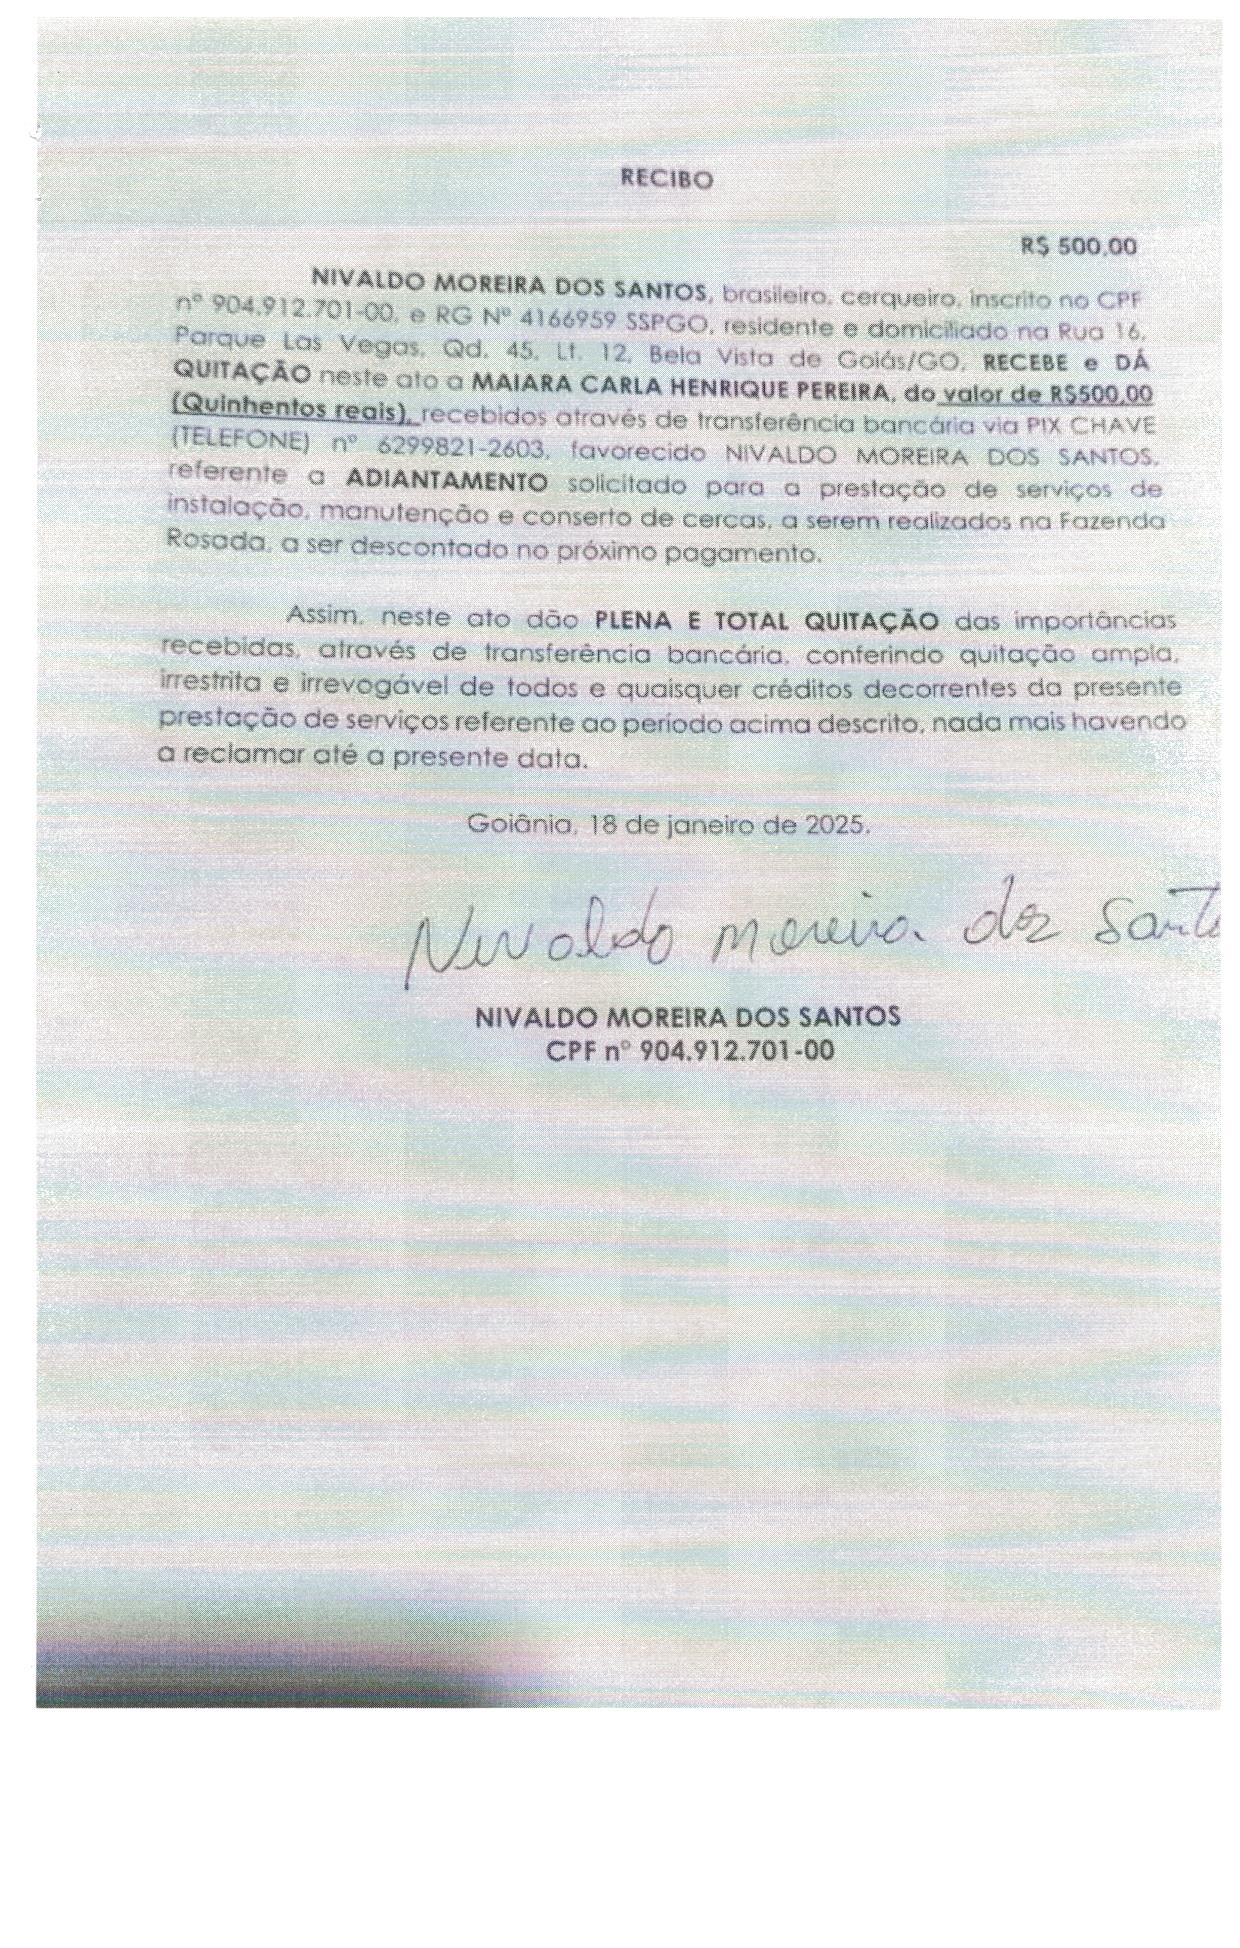 RECIBO
R$ 500,00
NIVALDO MOREIRA DOS SANTOS, brasileiro, cerqueiro, inscrito no CPF
nº 904.912.701-00, e RG Nº 4166959 SSPGO, residente e domiciliado na Rua 16,
Parque Las Vegas, Qd. 45, Lt. 12, Bela Vista de Goiás/GO, RECEBE e DÁ
QUITAÇÃO neste ato a MAIARA CARLA HENRIQUE PEREIRA, do valor de R$500,00
(Quinhentos reais), recebidos através de transferência bancária via PIX CHAVE
(TELEFONE) nº 6299821-2603, favorecido NIVALDO MOREIRA DOS SANTOS,
referente a ADIANTAMENTO solicitado para a prestação de serviços de
instalação, manutenção e conserto de cercas, a serem realizados na Fazenda
Rosada, a ser descontado no próximo pagamento.
Assim, neste ato dão PLENA E TOTAL QUITAÇÃO das importâncias
recebidas, através de transferência bancária, conferindo quitação ampla,
irrestrita e irrevogável de todos e quaisquer créditos decorrentes da presente
prestação de serviços referente ao período acima descrito, nada mais havendo
a reclamar até a presente data.
Goiânia, 18 de janeiro de 2025.
Nivaldo moreira dos Santo
NIVALDO MOREIRA DOS SANTOS
CPF nº 904.912.701-00